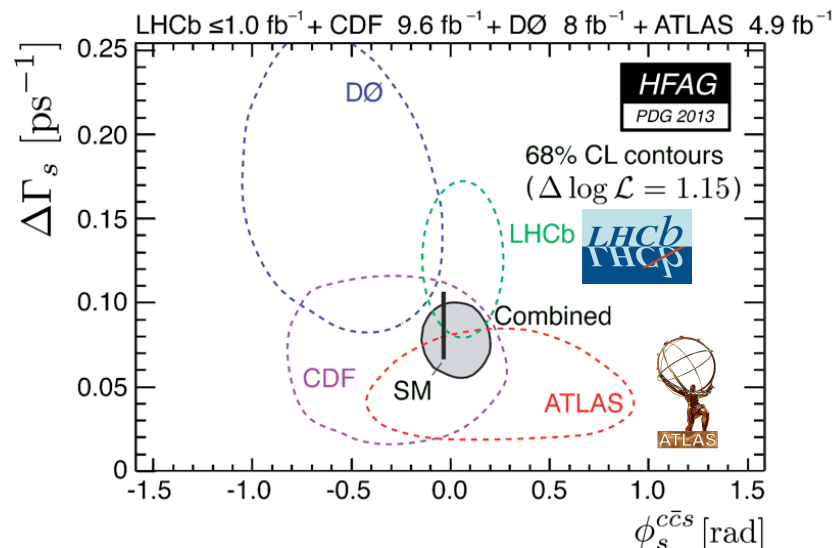 LHCb ≤1.0 fb⁻¹ + CDF 9.6 fb⁻¹ + DØ 8 fb⁻¹ + ATLAS 4.9 fb⁻¹
0.25
DØ
HFAG
PDG 2013
0.20
68% CL contours
(Δ log ℒ = 1.15)
ΔΓₛ [ps⁻¹]
0.15
LHCb
LHCb
LHCb
0.10
Combined
CDF
SM
0.05
ATLAS
ATLAS
0
-1.5 -1.0 -0.5 0.0 0.5 1.0 1.5
ϕ_s^{cc̄s} [rad]